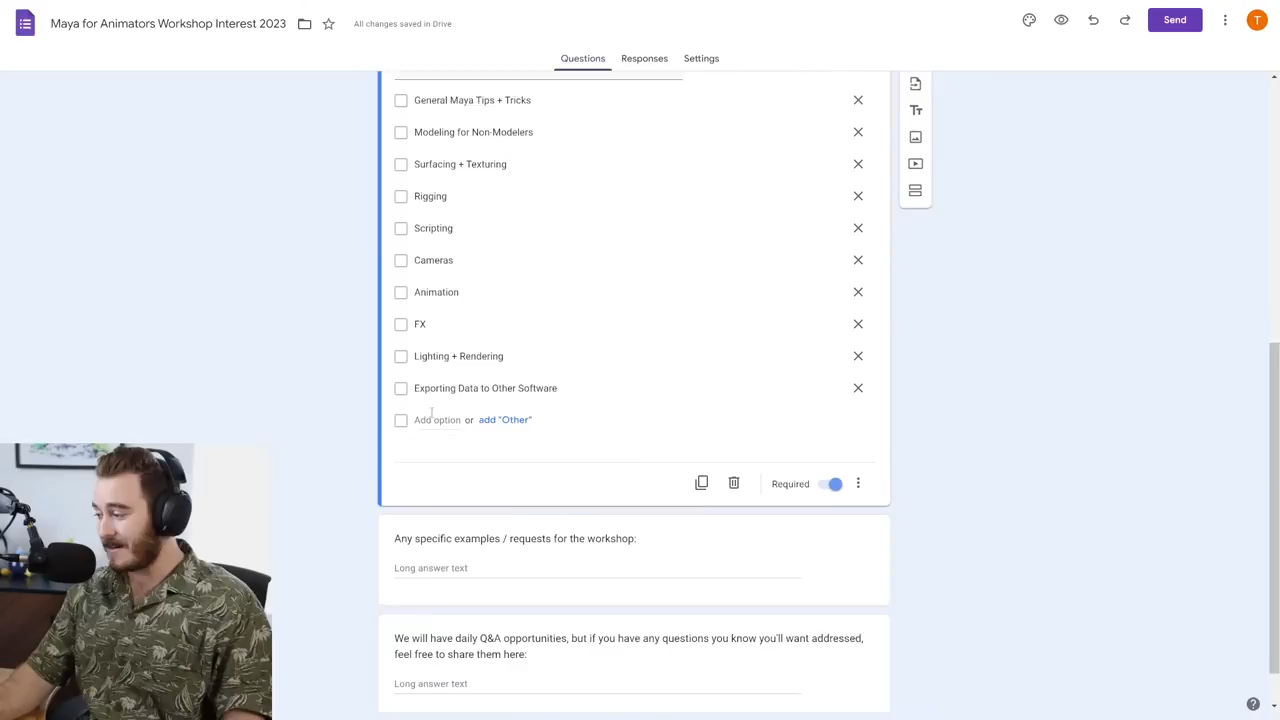 Maya for Animators Workshop Interest 2023
All changes saved in Drive
Send
T
Questions
Responses
Settings
General Maya Tips + Tricks
Modeling for Non-Modelers
Surfacing + Texturing
Rigging
Scripting
Cameras
Animation
FX
Lighting + Rendering
Exporting Data to Other Software
Add option or add "Other"
Required
Any specific examples / requests for the workshop:
Long answer text
We will have daily Q&A opportunities, but if you have any questions you know you'll want addressed,
feel free to share them here:
Long answer text